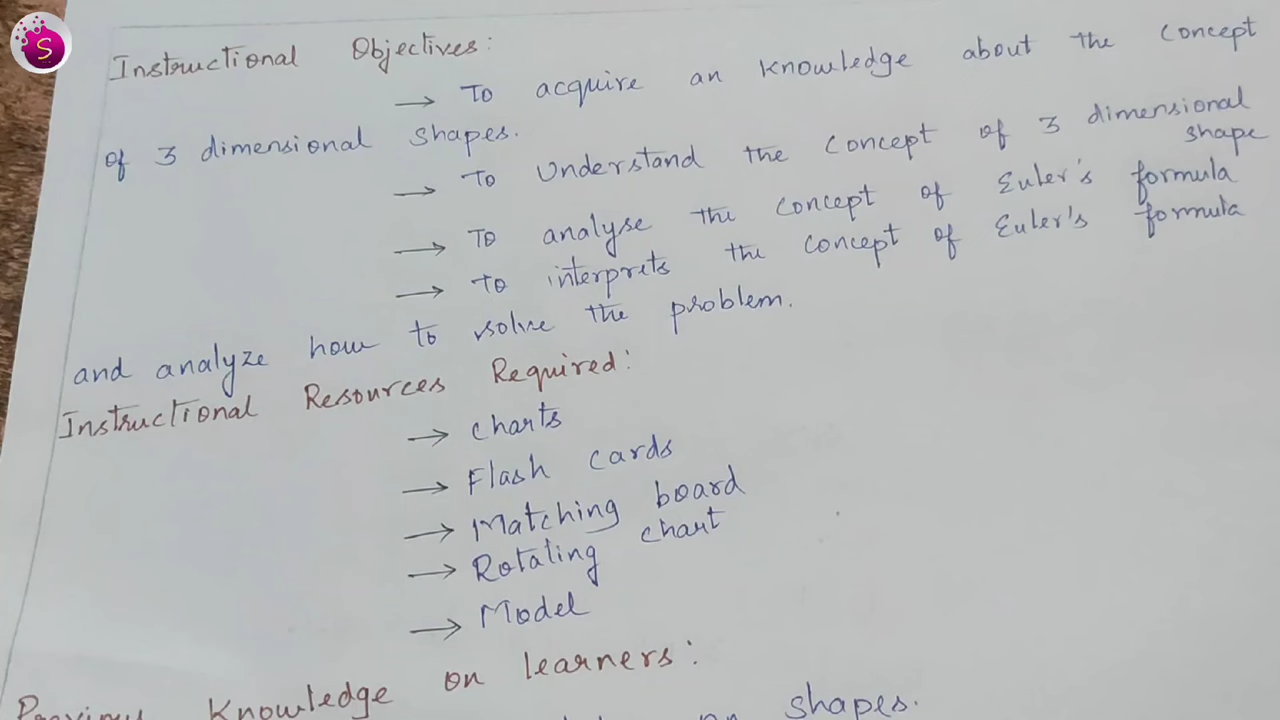 S
Instructional Objectives:
→ To acquire an knowledge about the concept
of 3 dimensional shapes.
→ To understand the concept of 3 dimensional
shape
→ To analyse the concept of Euler's formula
→ To interprets the concept of Euler's formula
and analyze how to solve the problem.
Instructional Resources Required:
→ charts
→ Flash cards
→ Matching board
→ Rotating chart
→ Model
Previous Knowledge on learners:
on shapes.